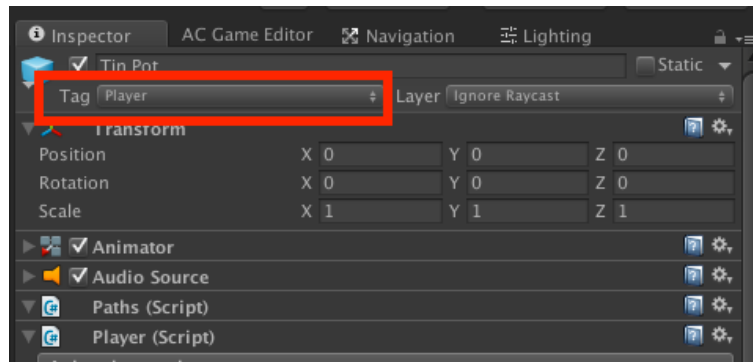 Inspector AC Game Editor Navigation Lighting
Tin Pot Static
Tag Player Layer Ignore Raycast
Transform
Position X 0 Y 0 Z 0
Rotation X 0 Y 0 Z 0
Scale X 1 Y 1 Z 1
Animator
Audio Source
Paths (Script)
Player (Script)